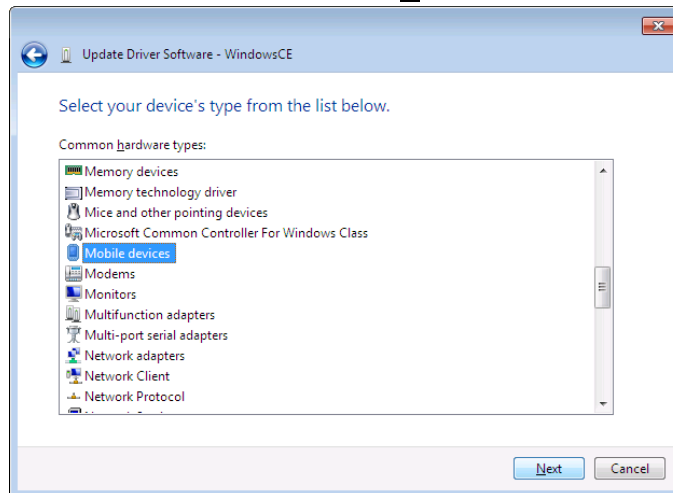 Update Driver Software - WindowsCE
Select your device's type from the list below.
Common hardware types:
Memory devices
Memory technology driver
Mice and other pointing devices
Microsoft Common Controller For Windows Class
Mobile devices
Modems
Monitors
Multifunction adapters
Multi-port serial adapters
Network adapters
Network Client
Network Protocol
Next Cancel